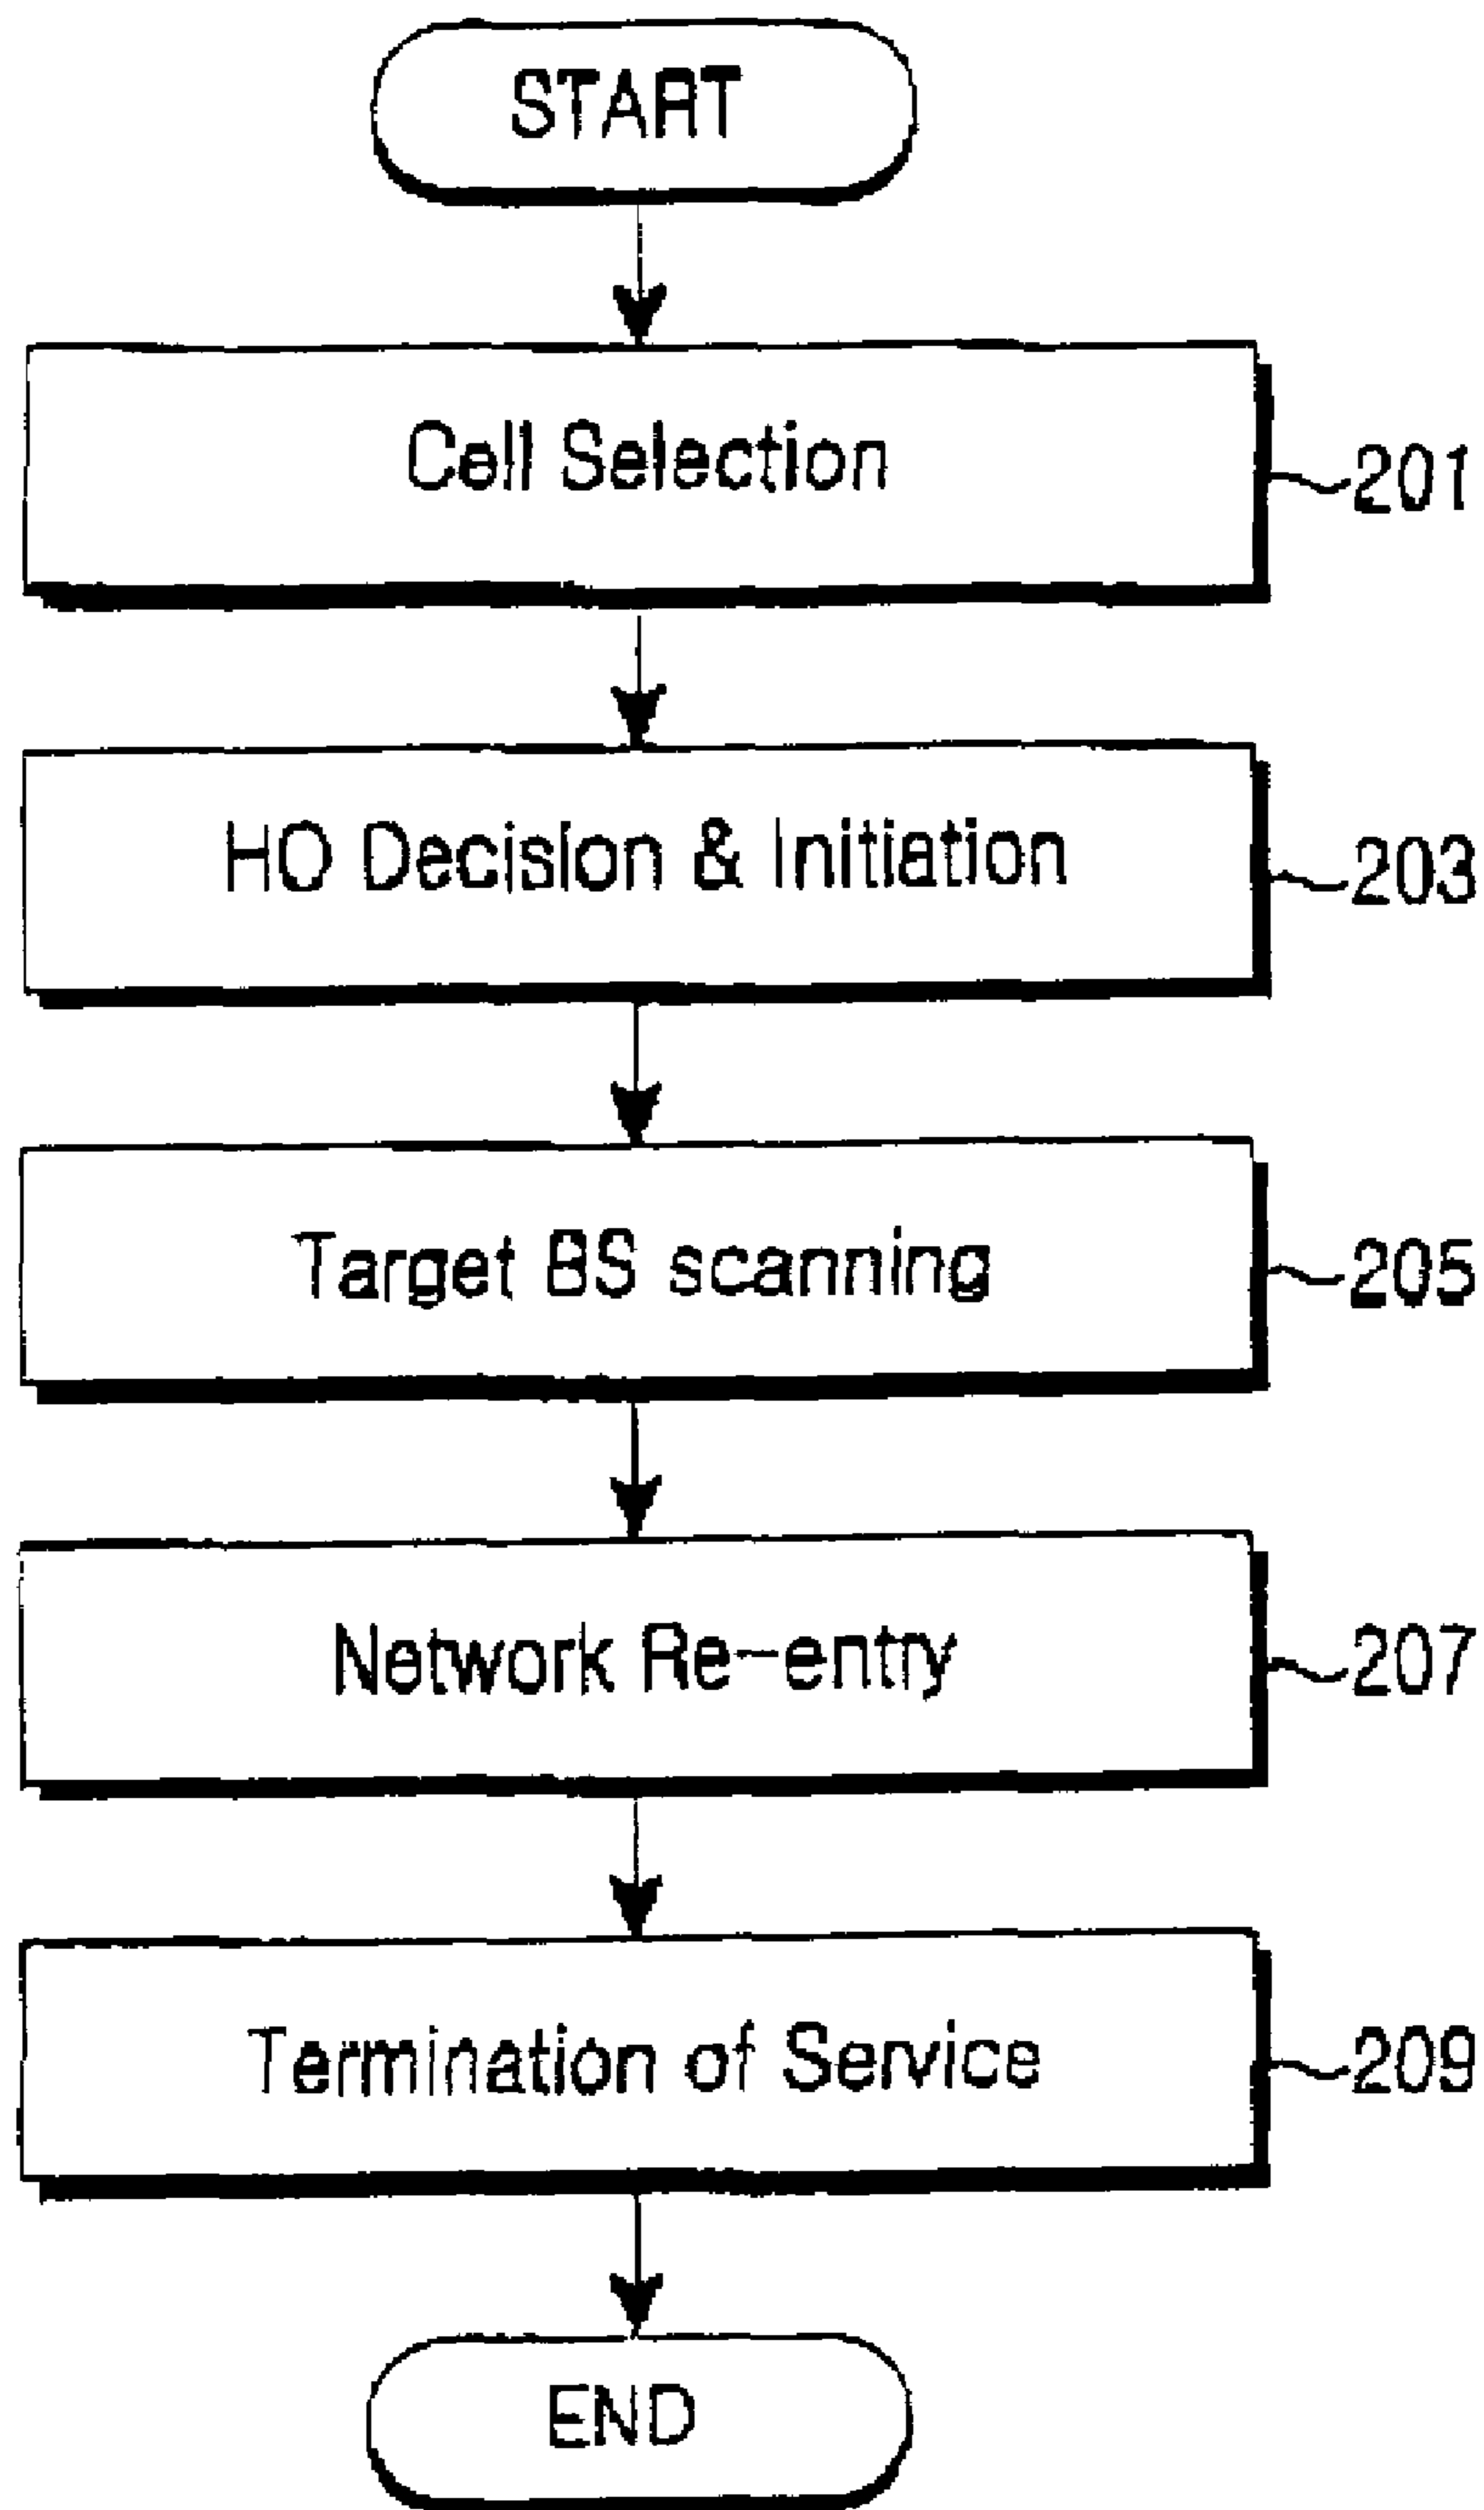 START
Cell Selection
201
HO Decision & Initiation
203
Target BS scanning
205
Network Re-entry
207
Termination of Service
209
END